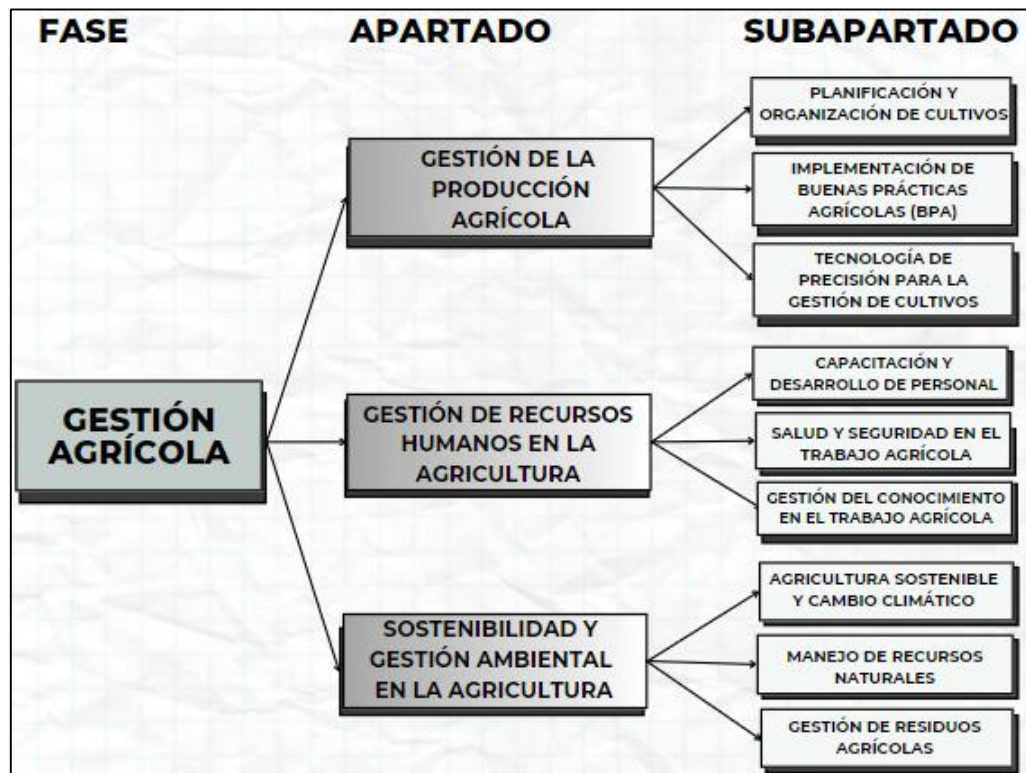 FASE
APARTADO
SUBAPARTADO
GESTIÓN
AGRÍCOLA
GESTIÓN DE LA
PRODUCCIÓN
AGRÍCOLA
PLANIFICACIÓN Y
ORGANIZACIÓN DE CULTIVOS
IMPLEMENTACIÓN DE
BUENAS PRÁCTICAS
AGRÍCOLAS (BPA)
TECNOLOGÍA DE
PRECISIÓN PARA LA
GESTIÓN DE CULTIVOS
GESTIÓN DE RECURSOS
HUMANOS EN LA
AGRICULTURA
CAPACITACIÓN Y
DESARROLLO DE PERSONAL
SALUD Y SEGURIDAD EN EL
TRABAJO AGRÍCOLA
GESTIÓN DEL CONOCIMIENTO
EN EL TRABAJO AGRÍCOLA
SOSTENIBILIDAD Y
GESTIÓN AMBIENTAL
EN LA AGRICULTURA
AGRICULTURA SOSTENIBLE
Y CAMBIO CLIMÁTICO
MANEJO DE RECURSOS
NATURALES
GESTIÓN DE RESIDUOS
AGRÍCOLAS